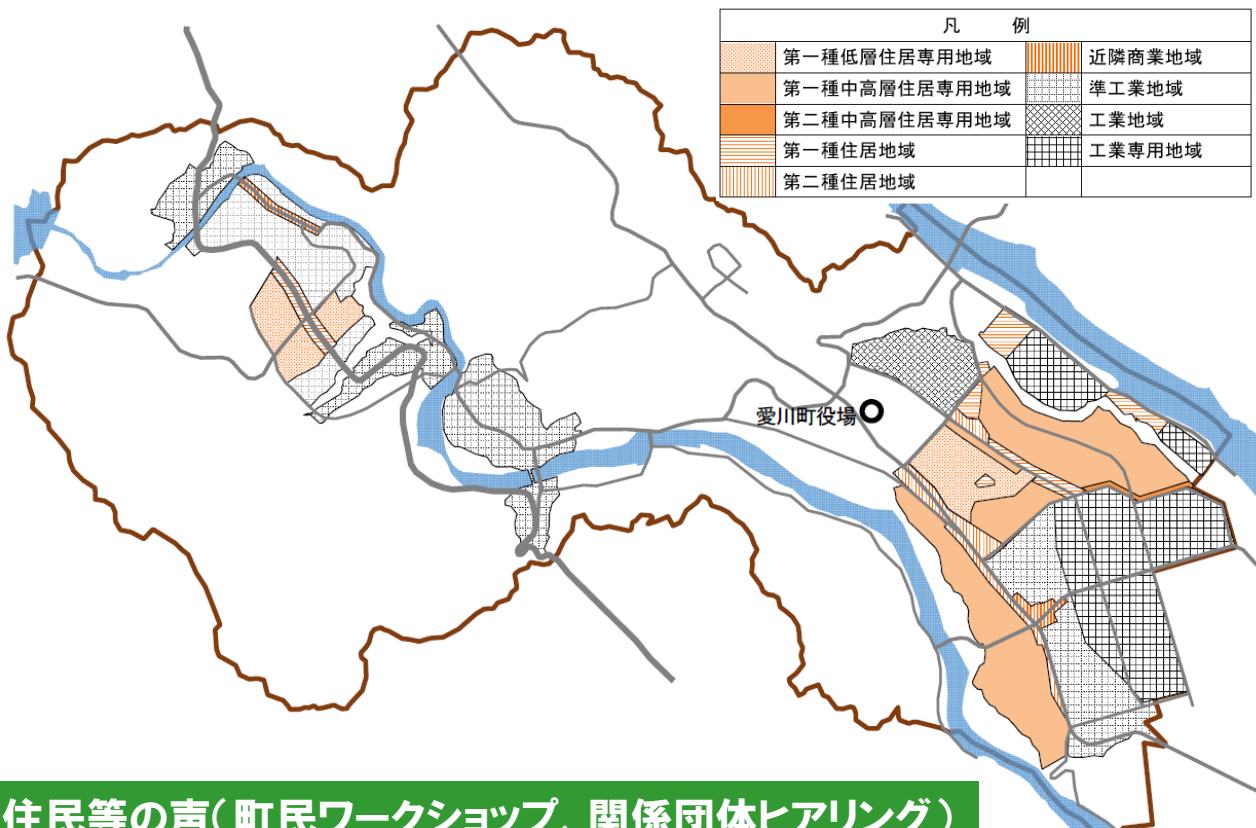 凡 例
第一種低層住居専用地域 近隣商業地域
第一種中高層住居専用地域 準工業地域
第二種中高層住居専用地域 工業地域
第一種住居地域 工業専用地域
第二種住居地域
愛川町役場
住民等の声(町民ワークショップ、関係団体ヒアリング)